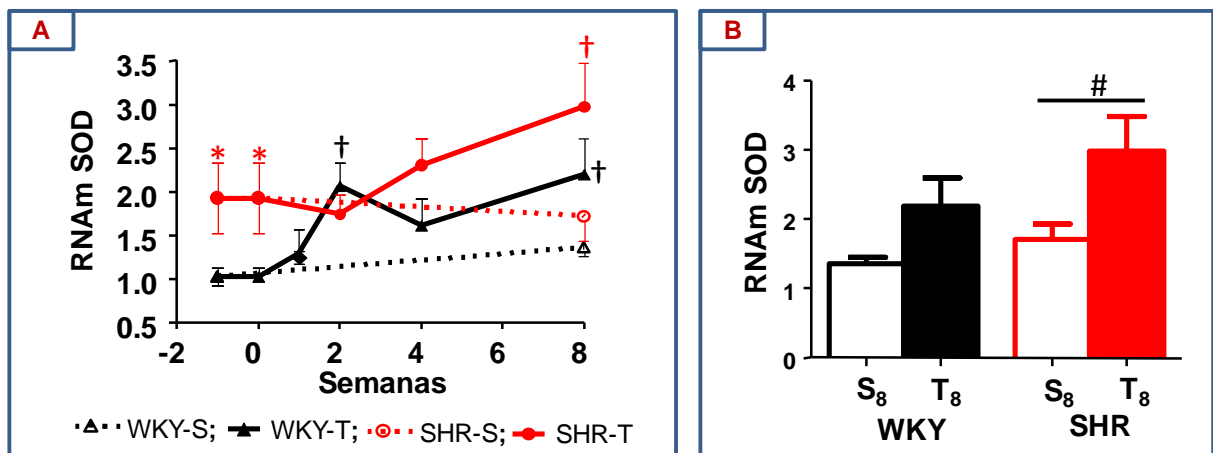 A
RNAm SOD
3.5
3.0
2.5
2.0
1.5
1.0
0.5
* * † † †
-2 0 2 4 6 8
Semanas
WKY-S; WKY-T; SHR-S; SHR-T
B
RNAm SOD
4
3
2
1
0
#
S₈ T₈ S₈ T₈
WKY SHR